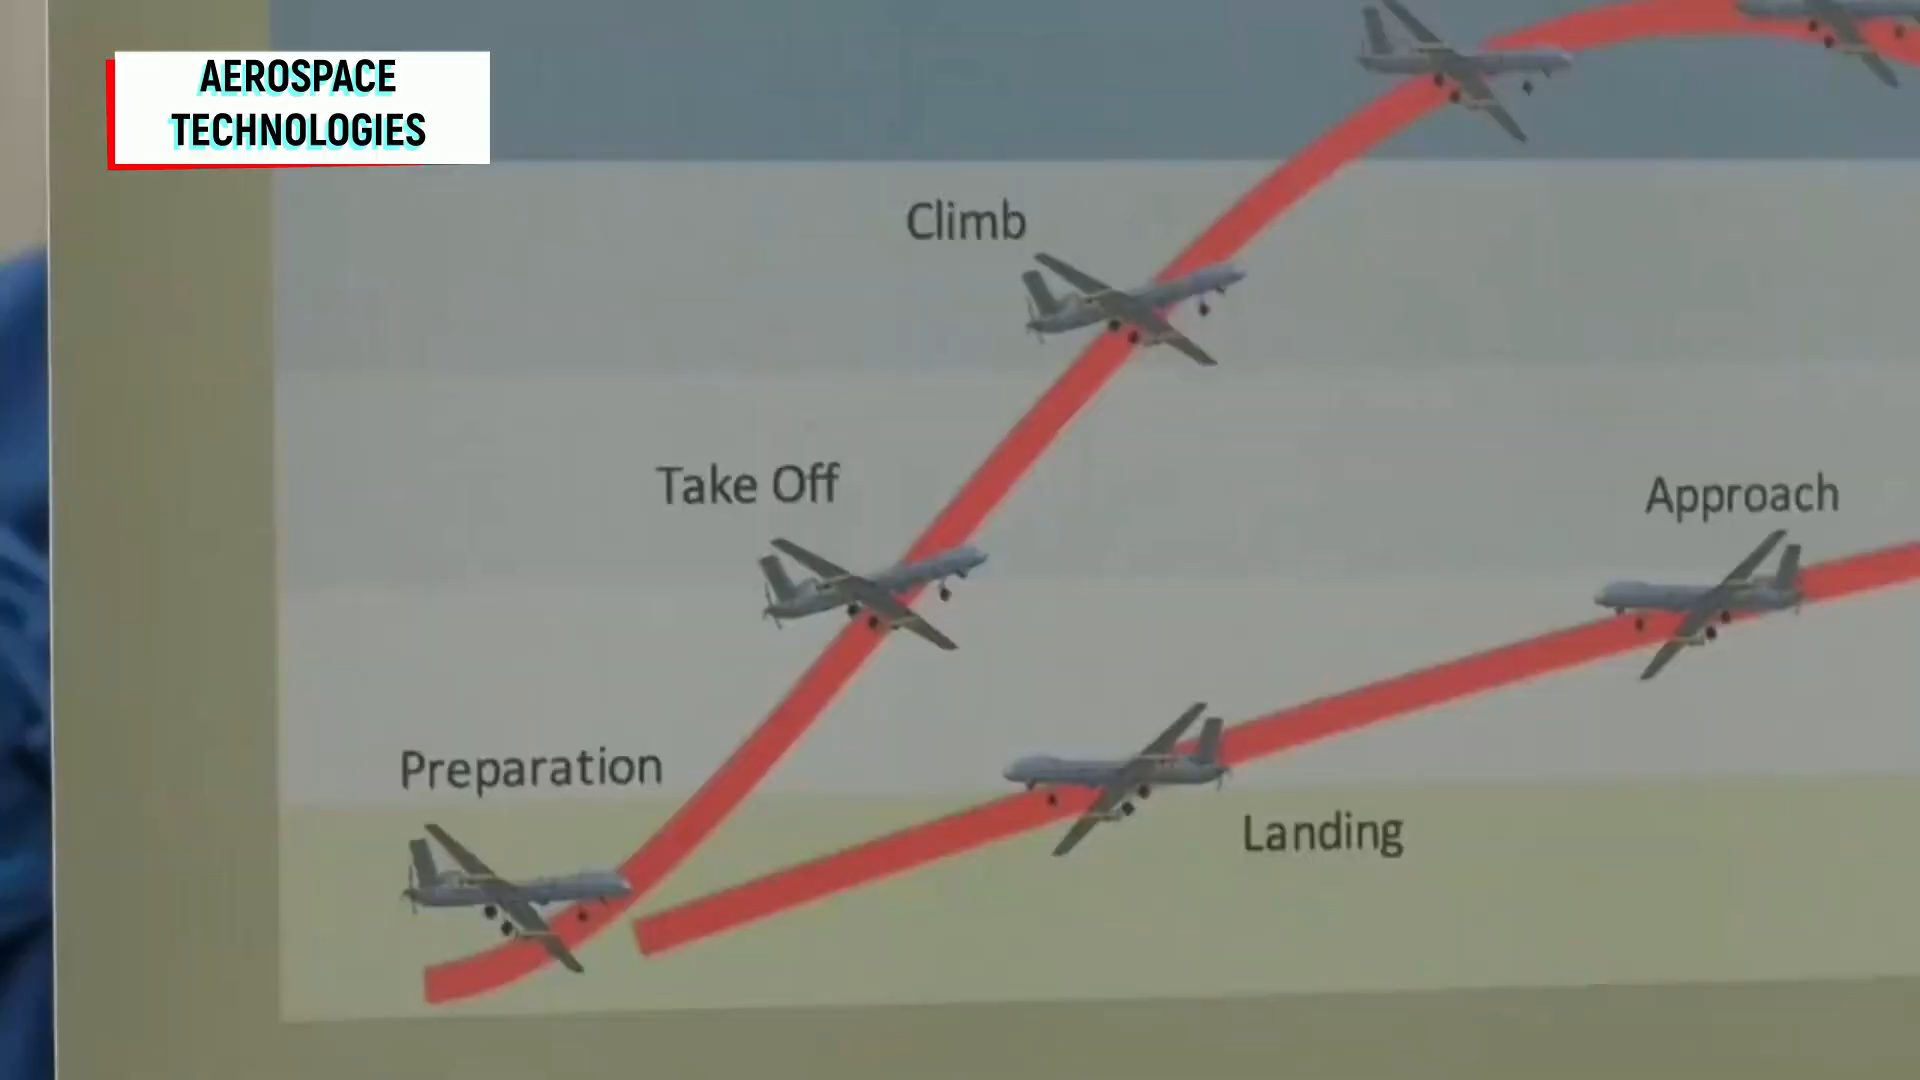 AEROSPACE
TECHNOLOGIES
Climb
Take Off
Approach
Preparation
Landing